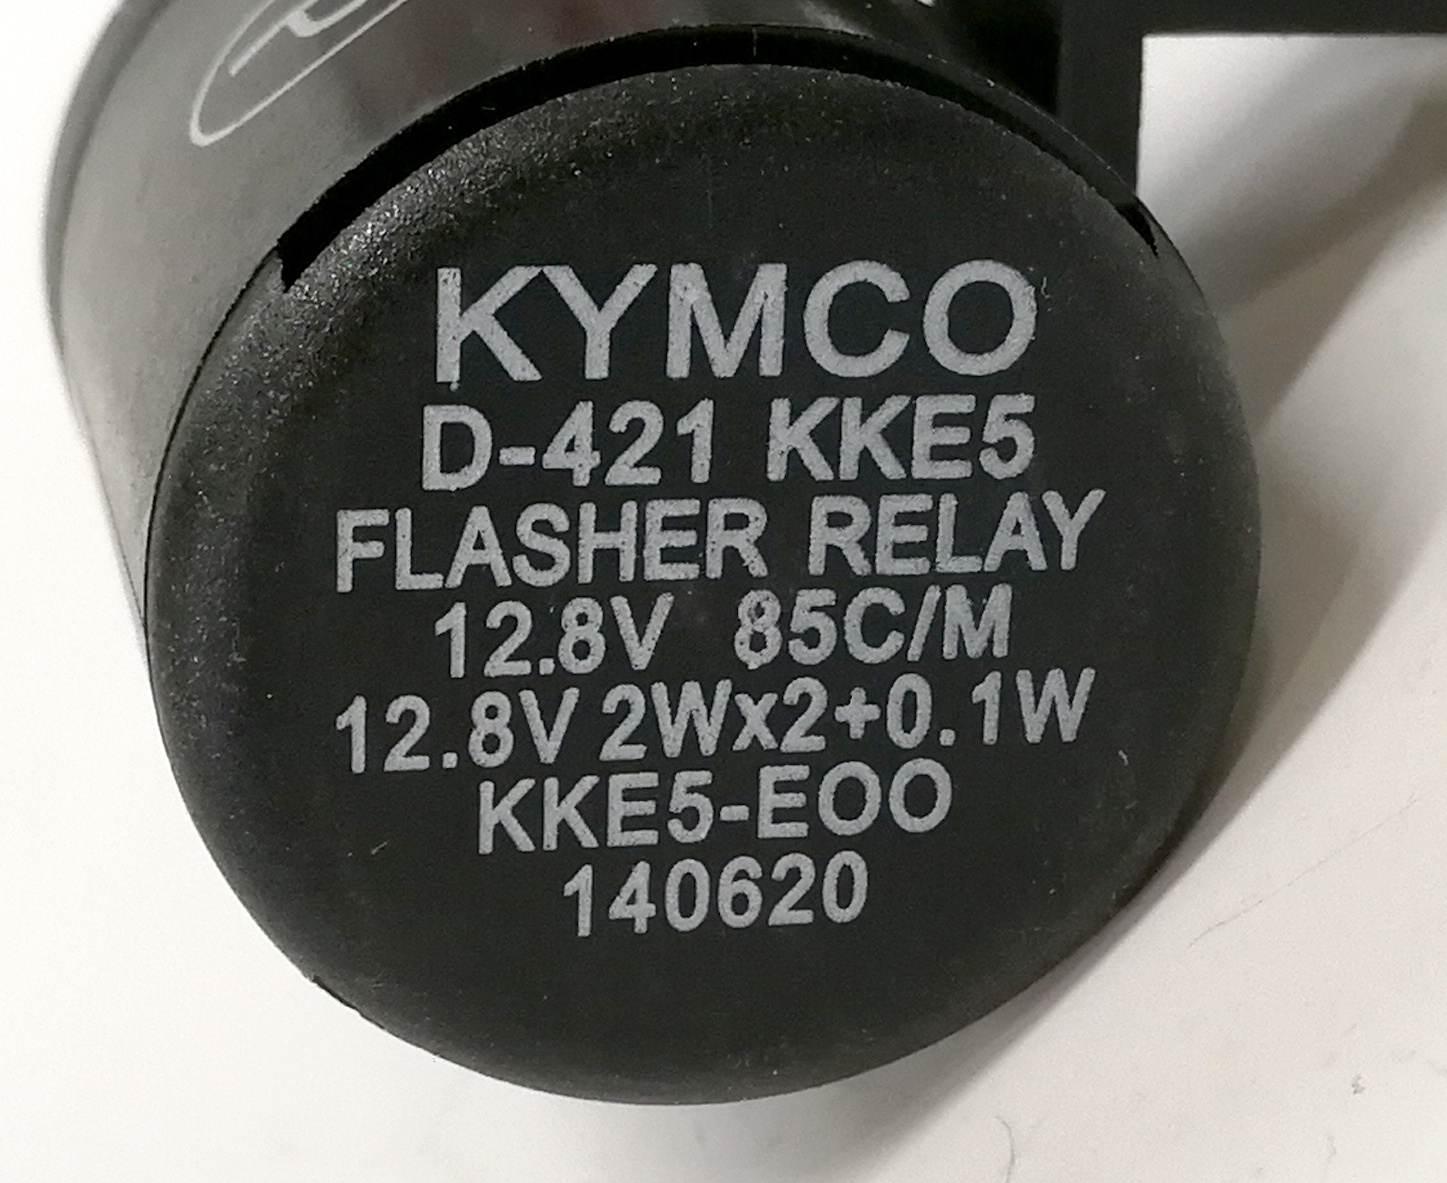 KYMCO
D-421 KKE5
FLASHER RELAY
12.8V 85C/M
12.8V 2Wx2+0.1W
KKE5-EOO
140620